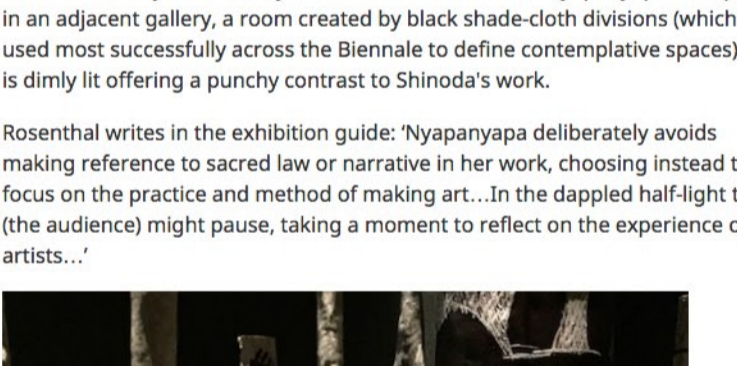 in an adjacent gallery, a room created by black shade-cloth divisions (which
used most successfully across the Biennale to define contemplative spaces)
is dimly lit offering a punchy contrast to Shinoda's work.
Rosenthal writes in the exhibition guide: ‘Nyapanyapa deliberately avoids
making reference to sacred law or narrative in her work, choosing instead t
focus on the practice and method of making art…In the dappled half-light t
(the audience) might pause, taking a moment to reflect on the experience o
artists…’